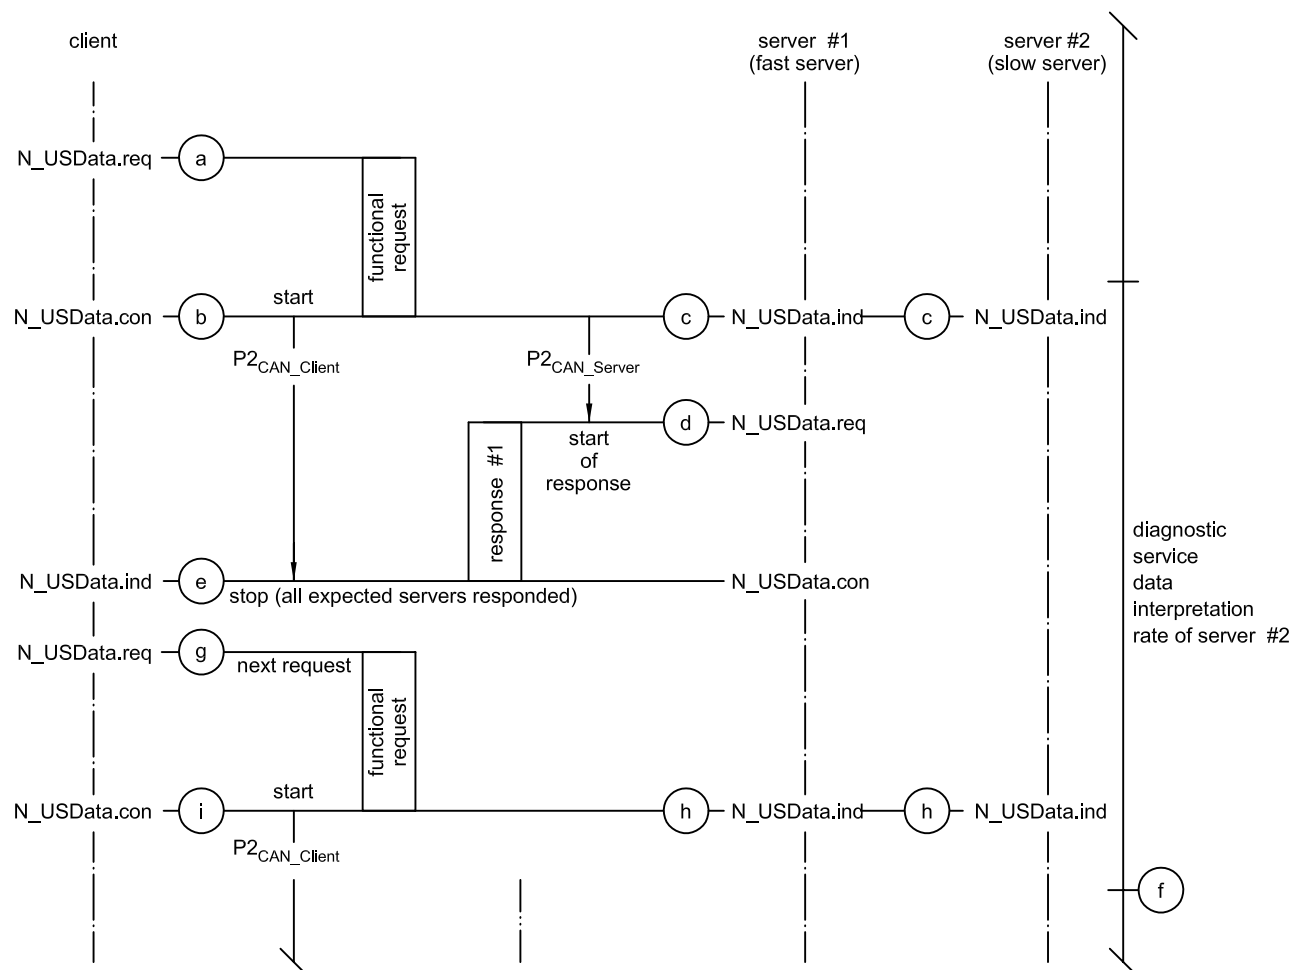 client
server #1
(fast server)
server #2
(slow server)
N_USData.req
a
functional
request
N_USData.con
b
start
c
N_USData.ind
c
N_USData.ind
P2CAN_Client
P2CAN_Server
d
N_USData.req
start
of
response
response #1
diagnostic
service
data
interpretation
rate of server #2
N_USData.ind
e
stop (all expected servers responded)
N_USData.con
N_USData.req
g
next request
functional
request
N_USData.con
i
start
h
N_USData.ind
h
N_USData.ind
P2CAN_Client
f